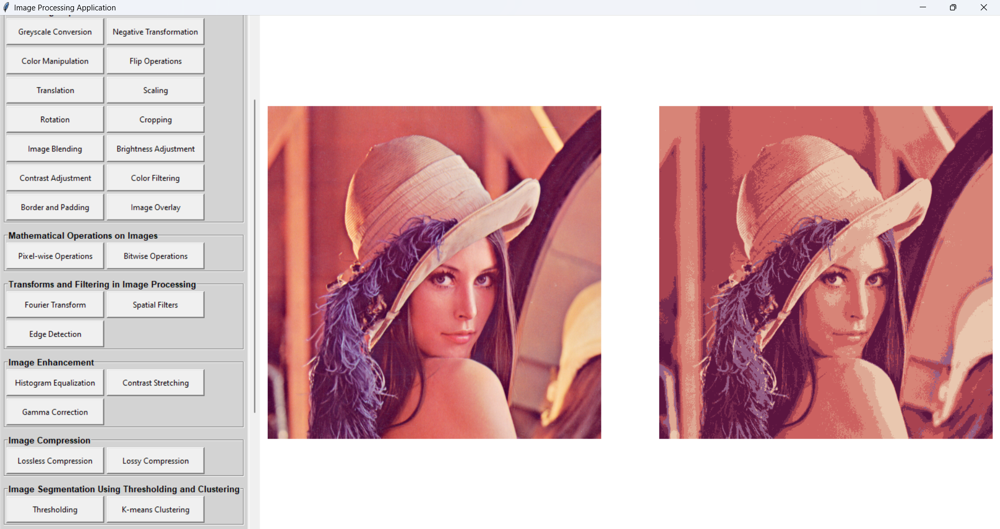 Image Processing Application
Greyscale Conversion
Negative Transformation
Color Manipulation
Flip Operations
Translation
Scaling
Rotation
Cropping
Image Blending
Brightness Adjustment
Contrast Adjustment
Color Filtering
Border and Padding
Image Overlay
Mathematical Operations on Images
Pixel-wise Operations
Bitwise Operations
Transforms and Filtering in Image Processing
Fourier Transform
Spatial Filters
Edge Detection
Image Enhancement
Histogram Equalization
Contrast Stretching
Gamma Correction
Image Compression
Lossless Compression
Lossy Compression
Image Segmentation Using Thresholding and Clustering
Thresholding
K-means Clustering